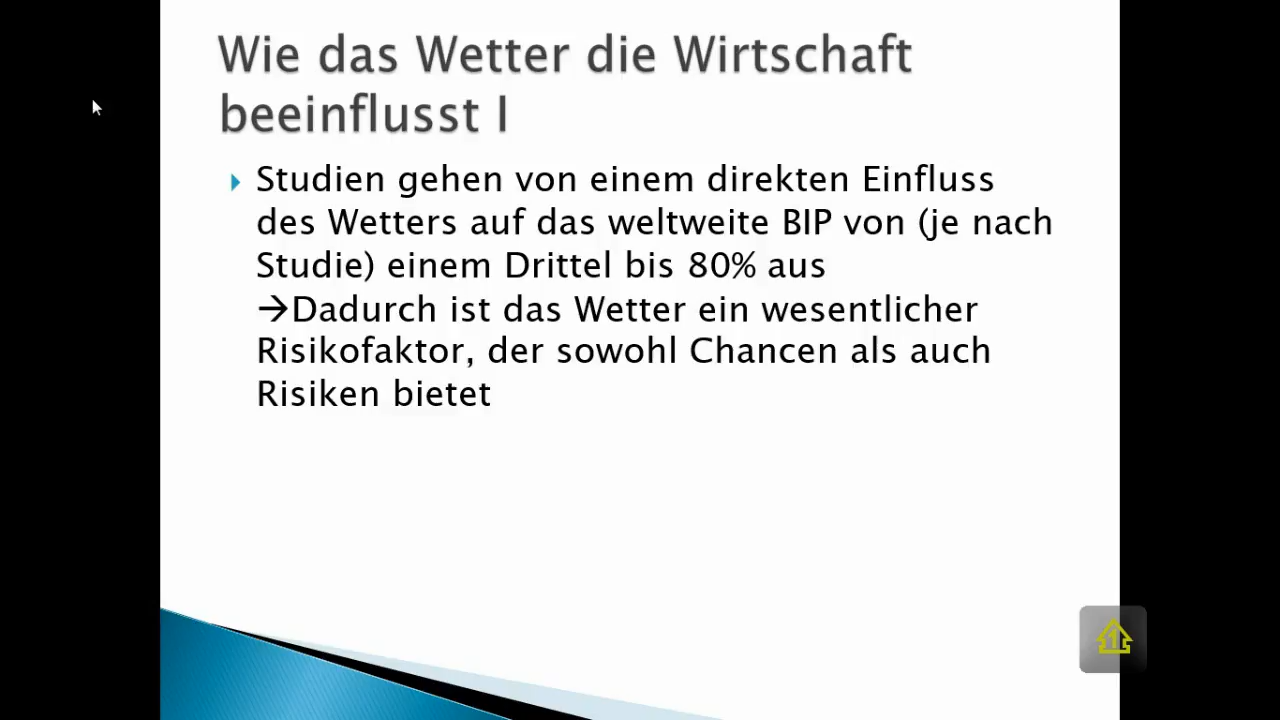 Wie das Wetter die Wirtschaft
beeinflusst I
Studien gehen von einem direkten Einfluss
des Wetters auf das weltweite BIP von (je nach
Studie) einem Drittel bis 80% aus
→Dadurch ist das Wetter ein wesentlicher
Risikofaktor, der sowohl Chancen als auch
Risiken bietet
1